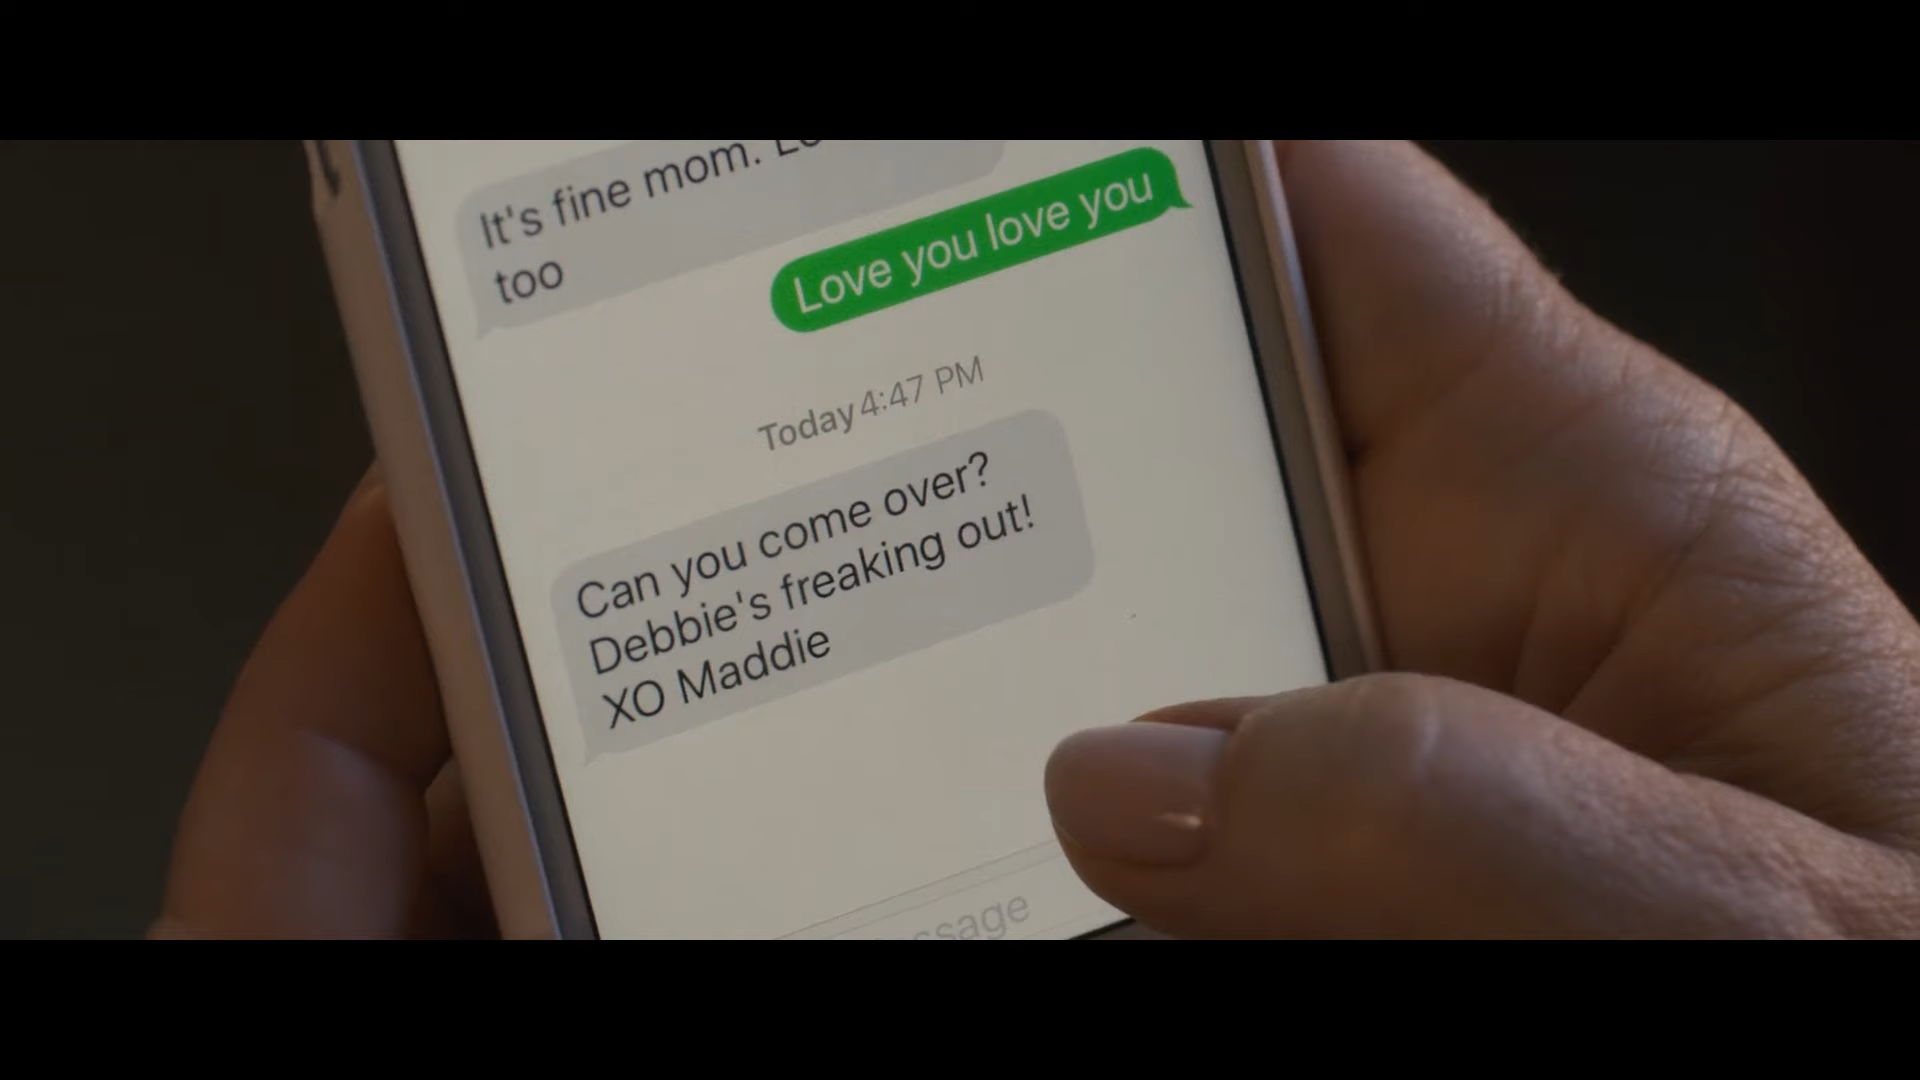 It's fine mom.
too
Love you love you
Today 4:47 PM
Can you come over?
Debbie's freaking out!
XO Maddie